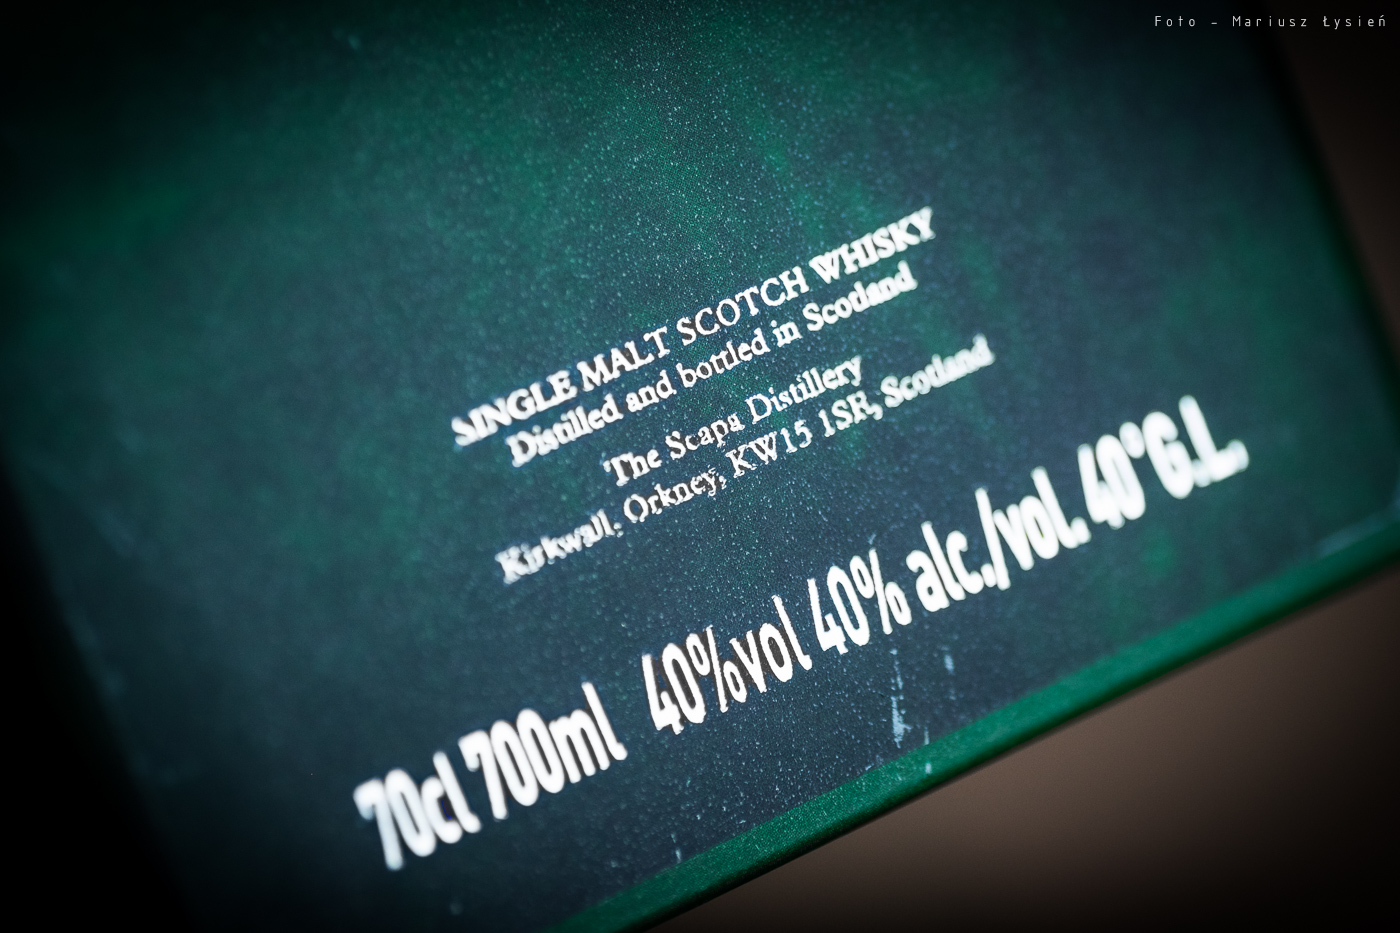 Foto - Mariusz Łysień
SINGLE MALT SCOTCH WHISKY
Distilled and bottled in Scotland
The Scapa Distillery
Kirkwall, Orkney, KW15 1SE, Scotland
70cl 700ml 40%vol 40% alc./vol. 40°G.L.